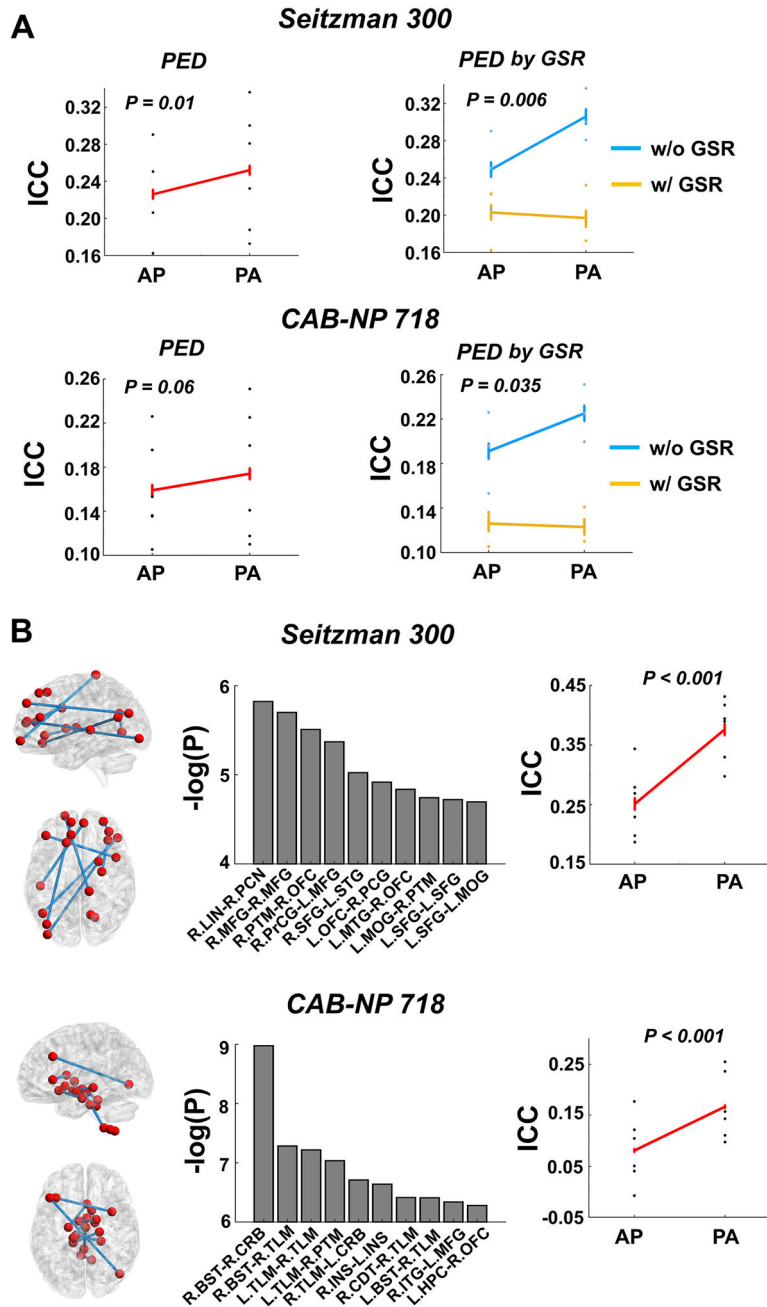 A
Seitzman 300
PED
PED by GSR
P = 0.01
P = 0.006
ICC
0.32
0.28
0.24
0.20
0.16
AP
PA
ICC
0.32
0.28
0.24
0.20
0.16
AP
PA
w/o GSR
w/ GSR
CAB-NP 718
PED
PED by GSR
P = 0.06
P = 0.035
ICC
0.26
0.22
0.18
0.14
0.10
AP
PA
ICC
0.26
0.22
0.18
0.14
0.10
AP
PA
w/o GSR
w/ GSR
B
Seitzman 300
-log(P)
6
5
4
R.LIN-R.PCN
R.MFG-R.MFG
R.PTM-R.OFC
R.PrCG-L.MFG
R.SFG-L.STG
L.OFC-R.PCG
L.MTG-R.OFC
L.MOG-R.PTM
L.SFG-L.SFG
L.SFG-L.MOG
P < 0.001
ICC
0.45
0.35
0.25
0.15
AP
PA
CAB-NP 718
-log(P)
9
8
7
6
R.BST-R.CRB
R.BST-R.TLM
L.TLM-R.TLM
L.TLM-R.PTM
R.TLM-L.CRB
R.INS-L.INS
R.CDT-R.TLM
L.BST-R.TLM
R.ITG-L.MFG
L.HPC-R.OFC
P < 0.001
ICC
0.25
0.15
0.05
-0.05
AP
PA